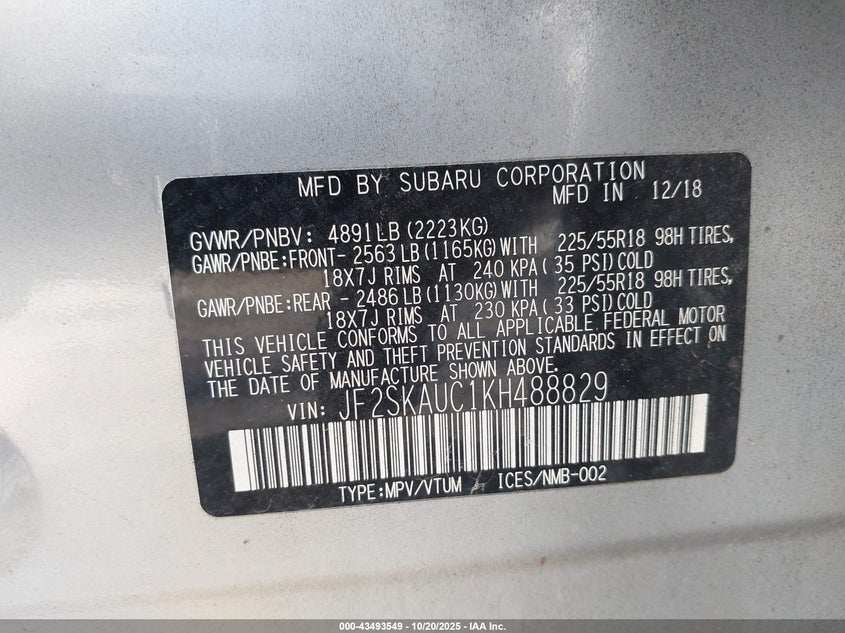 MFD BY SUBARU CORPORATION
MFD IN 12/18
GVWR/PNBV: 4891LB(2223KG)
GAWR/PNBE:FRONT- 2563LB(1165KG)WITH 225/55R18 98H TIRES,
18X7J RIMS AT 240 KPA( 35 PSI)COLD
GAWR/PNBE:REAR - 2486LB(1130KG)WITH 225/55R18 98H TIRES,
18X7J RIMS AT 230 KPA( 33 PSI)COLD
THIS VEHICLE CONFORMS TO ALL APPLICABLE FEDERAL MOTOR
VEHICLE SAFETY AND THEFT PREVENTION STANDARDS IN EFFECT ON
THE DATE OF MANUFACTURE SHOWN ABOVE.
VIN: JF2SKAUC1KH488829
TYPE:MPV/VTUM ICES/NMB-002
000-43493549 - 10/20/2025 - IAA Inc.